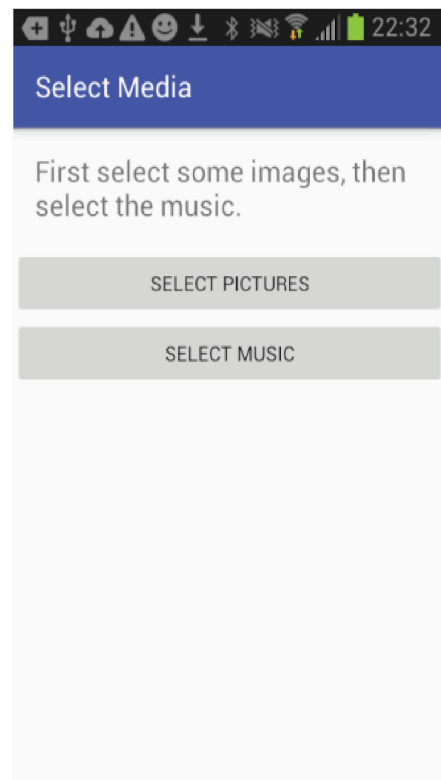 22:32
Select Media
First select some images, then
select the music.
SELECT PICTURES
SELECT MUSIC